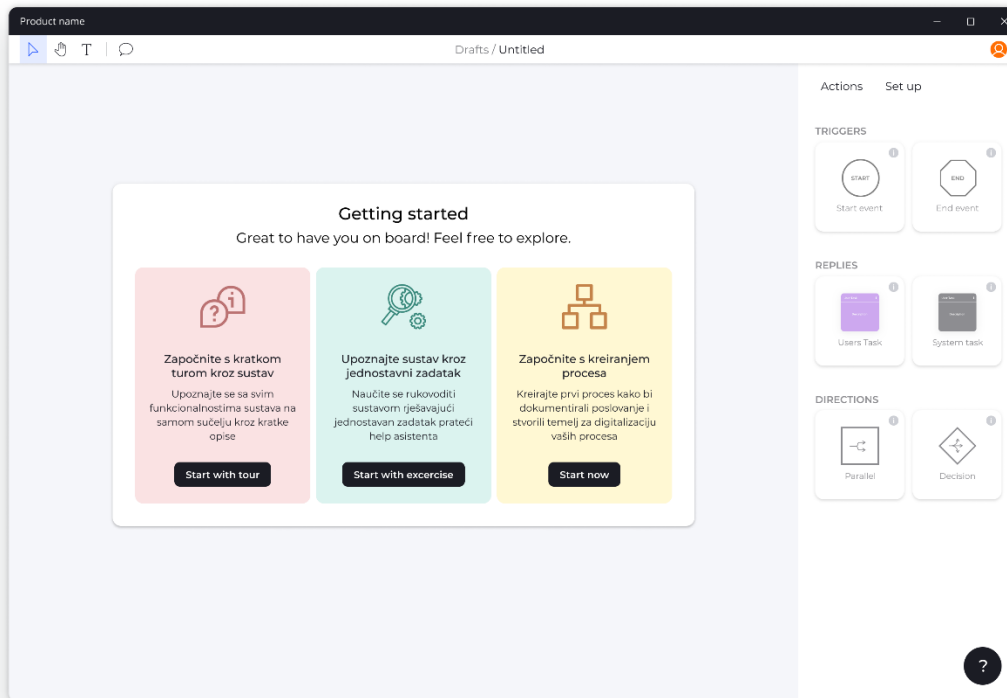 Product name
Drafts / Untitled
Actions Set up
Getting started
Great to have you on board! Feel free to explore.
Započnite s kratkom
turom kroz sustav
Upoznajte se sa svim
funkcionalnostima sustava na
samom sučelju kroz kratke
opise
Start with tour
Upoznajte sustav kroz
jednostavni zadatak
Naučite se rukovoditi
sustavom rješavajući
jednostavan zadatak prateći
help asistenta
Start with excercise
Započnite s kreiranjem
procesa
Kreirajte prvi proces kako bi
dokumentirali poslovanje i
stvorili temelj za digitalizaciju
vaših procesa
Start now
TRIGGERS
START
Start event
END
End event
REPLIES
Users Task
System task
DIRECTIONS
Parallel
Decision
?